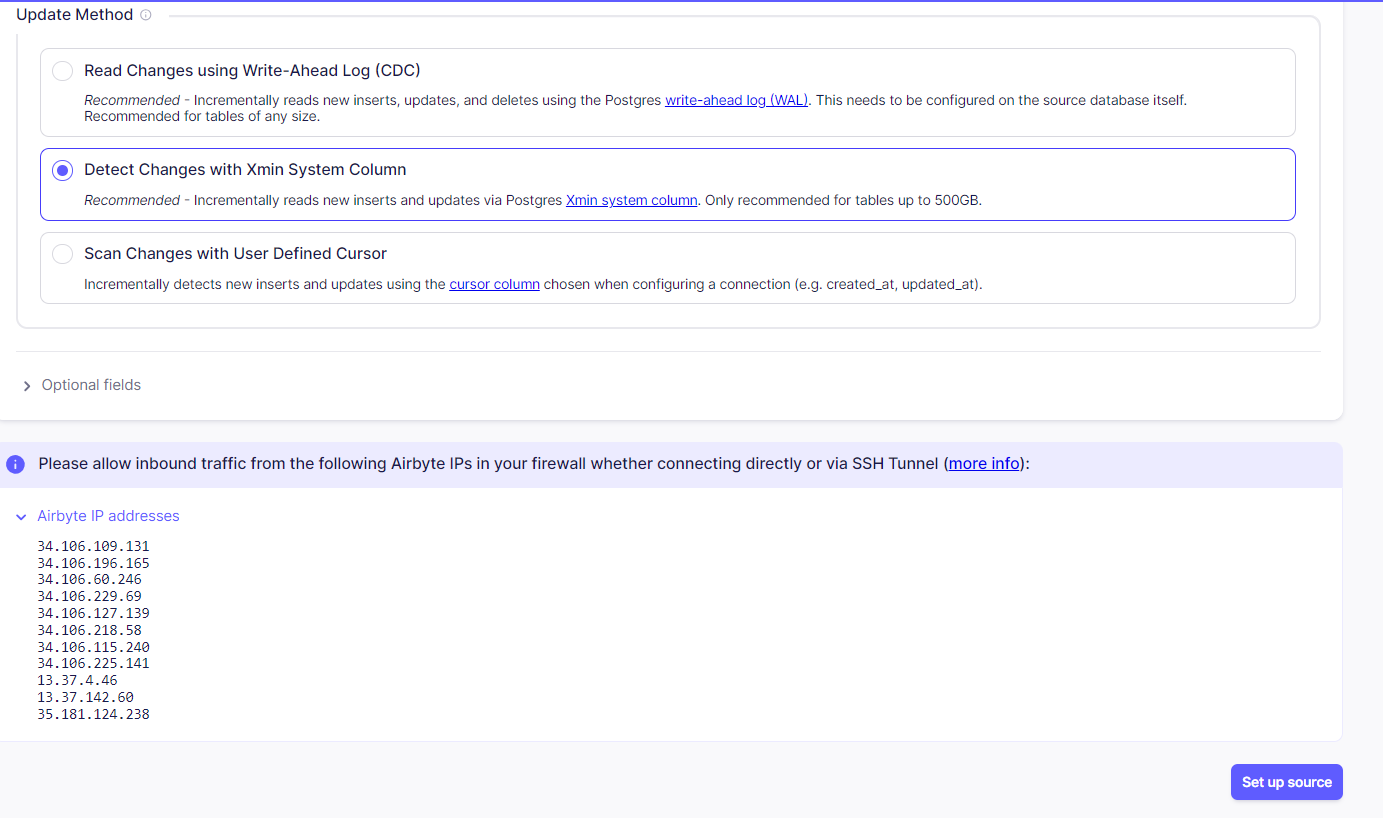 Update Method
Read Changes using Write-Ahead Log (CDC)
Recommended - Incrementally reads new inserts, updates, and deletes using the Postgres write-ahead log (WAL). This needs to be configured on the source database itself.
Recommended for tables of any size.
Detect Changes with Xmin System Column
Recommended - Incrementally reads new inserts and updates via Postgres Xmin system column. Only recommended for tables up to 500GB.
Scan Changes with User Defined Cursor
Incrementally detects new inserts and updates using the cursor column chosen when configuring a connection (e.g. created_at, updated_at).
Optional fields
Please allow inbound traffic from the following Airbyte IPs in your firewall whether connecting directly or via SSH Tunnel (more info):
Airbyte IP addresses
34.106.109.131
34.106.196.165
34.106.60.246
34.106.229.69
34.106.127.139
34.106.218.58
34.106.115.240
34.106.225.141
13.37.4.46
13.37.142.60
35.181.124.238
Set up source